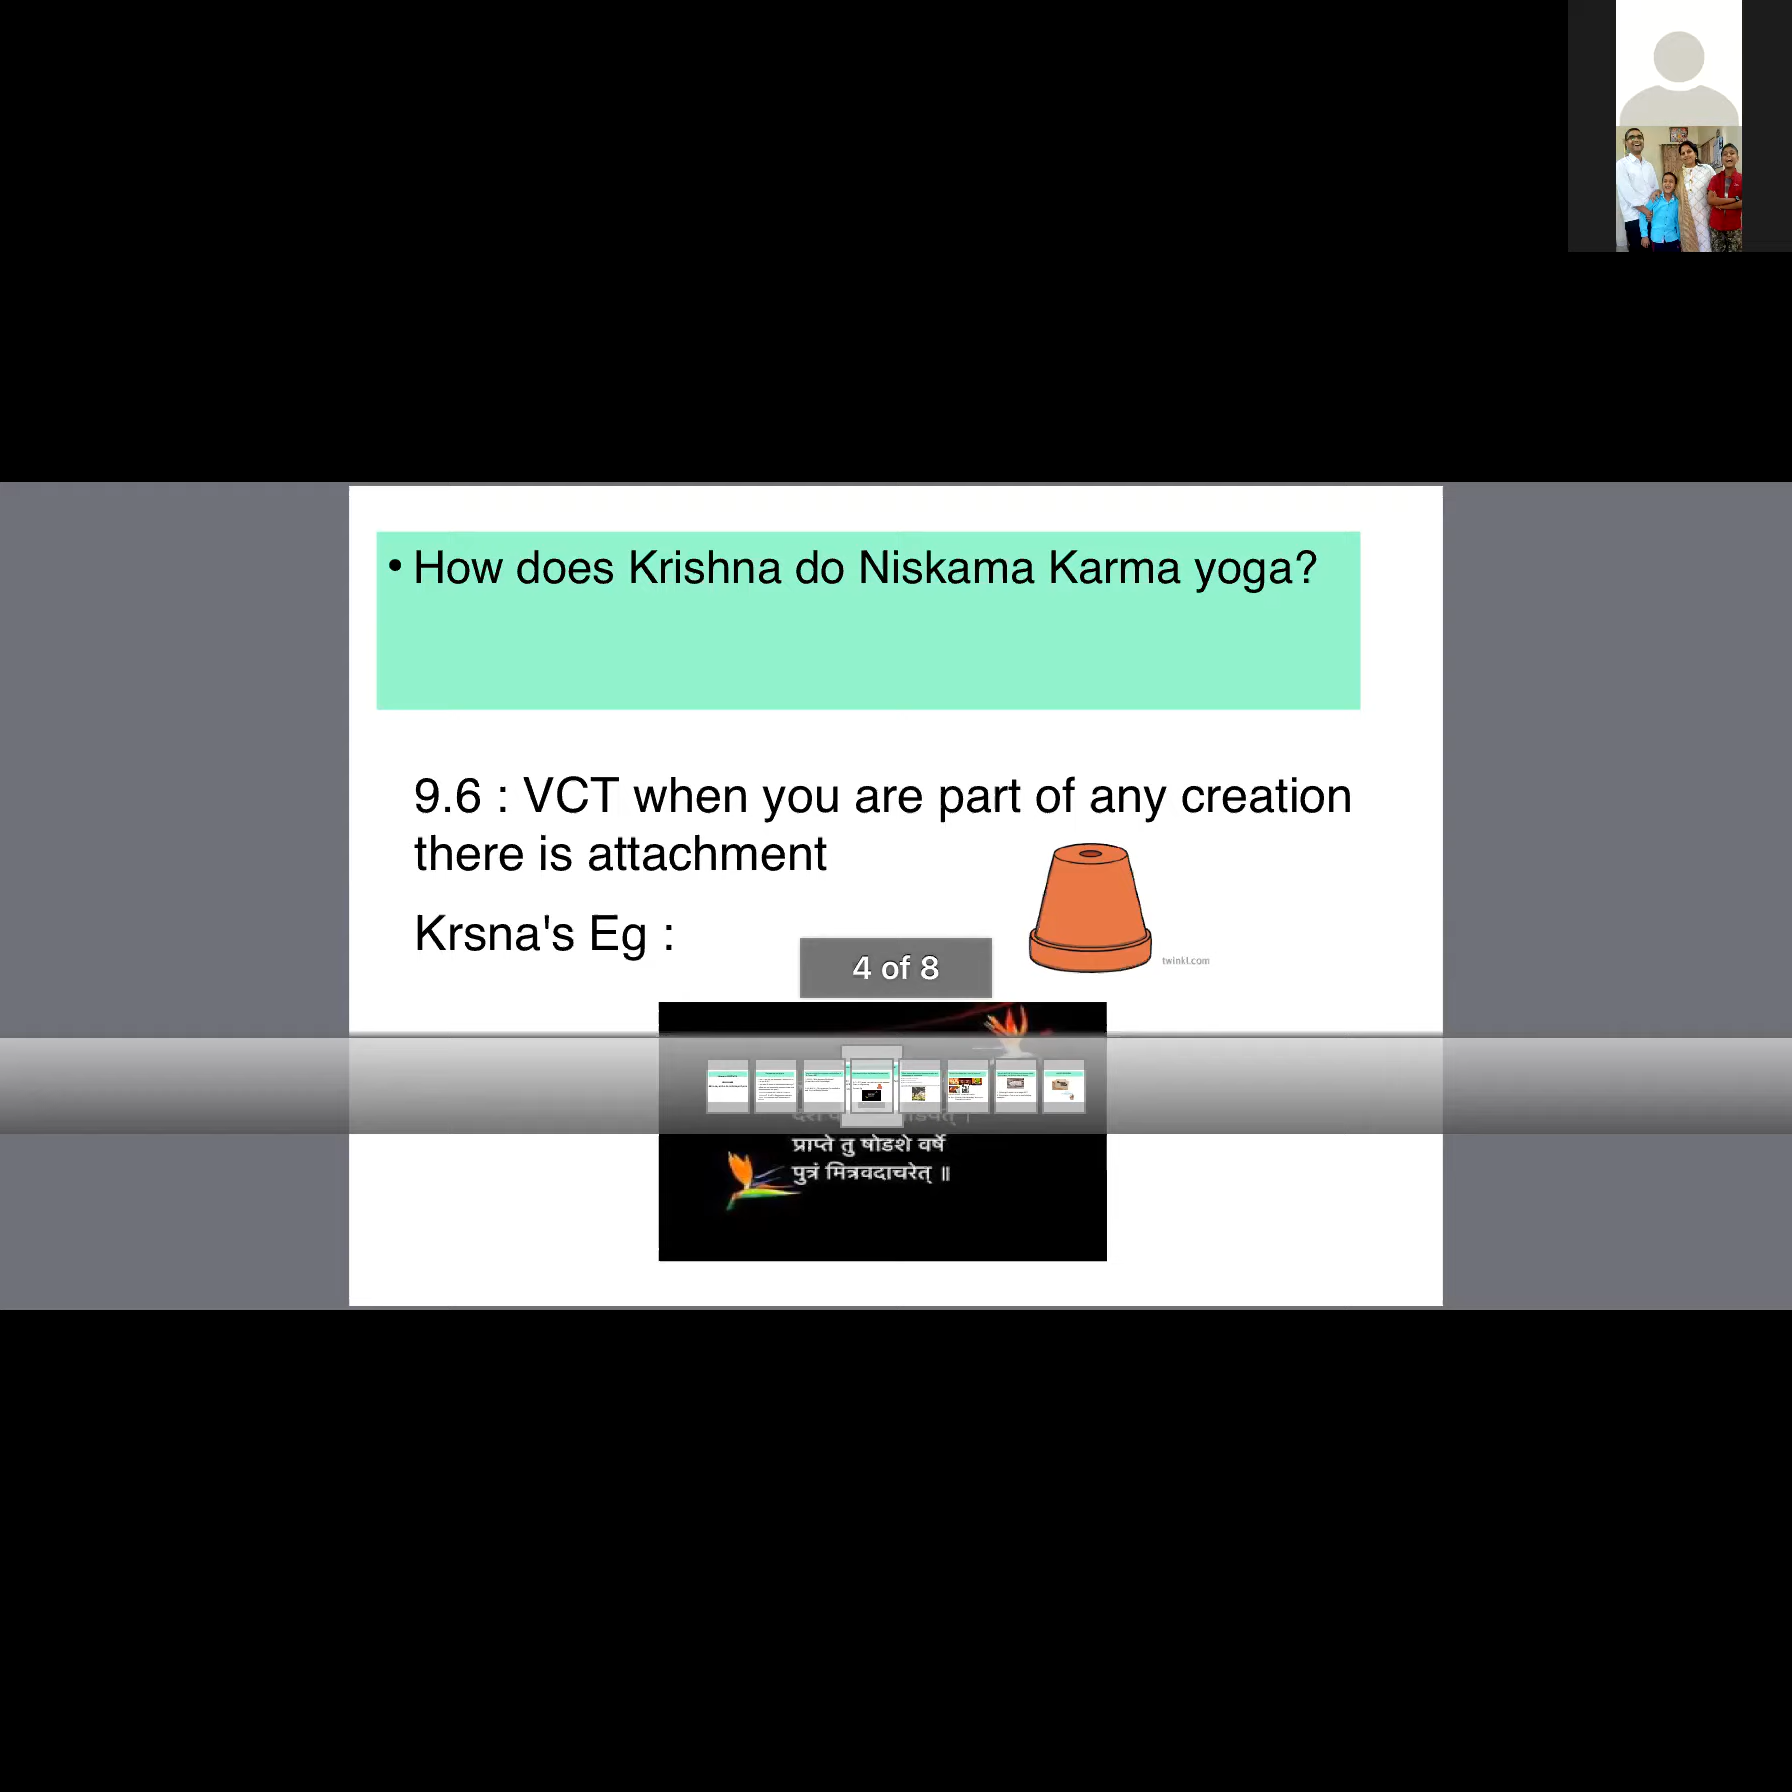 • How does Krishna do Niskama Karma yoga?
9.6 : VCT when you are part of any creation
there is attachment
Krsna's Eg :
twinkl.com
4 of 8
प्राप्ते तु षोडशे वर्षे
पुत्रं मित्रवदाचरेत् ॥